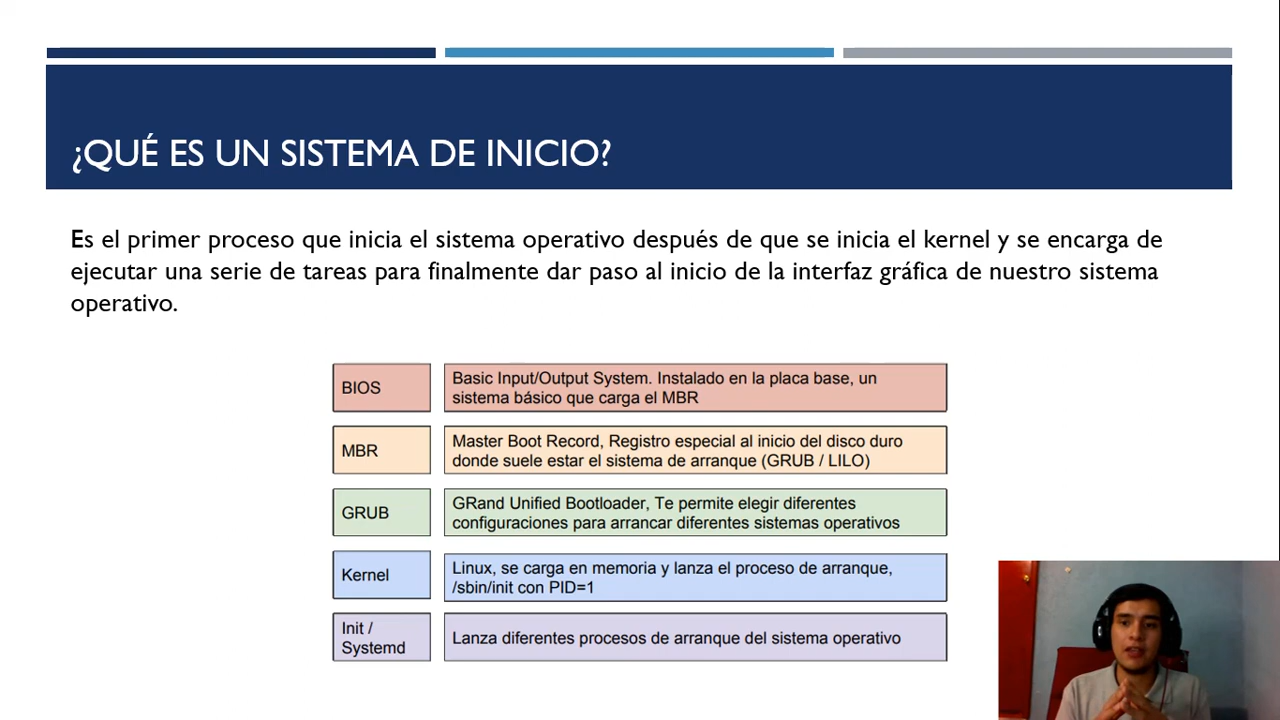 ¿QUÉ ES UN SISTEMA DE INICIO?
Es el primer proceso que inicia el sistema operativo después de que se inicia el kernel y se encarga de
ejecutar una serie de tareas para finalmente dar paso al inicio de la interfaz gráfica de nuestro sistema
operativo.
BIOS
Basic Input/Output System. Instalado en la placa base, un
sistema básico que carga el MBR
MBR
Master Boot Record, Registro especial al inicio del disco duro
donde suele estar el sistema de arranque (GRUB / LILO)
GRUB
GRand Unified Bootloader, Te permite elegir diferentes
configuraciones para arrancar diferentes sistemas operativos
Kernel
Linux, se carga en memoria y lanza el proceso de arranque,
/sbin/init con PID=1
Init /
Systemd
Lanza diferentes procesos de arranque del sistema operativo